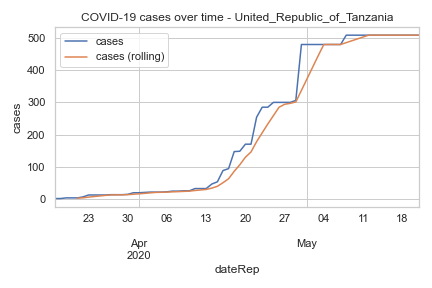 COVID-19 cases over time - United_Republic_of_Tanzania
cases
cases (rolling)
500
400
300
200
100
0
cases
23
30
06
13
20
27
04
11
18
Apr
2020
May
dateRep